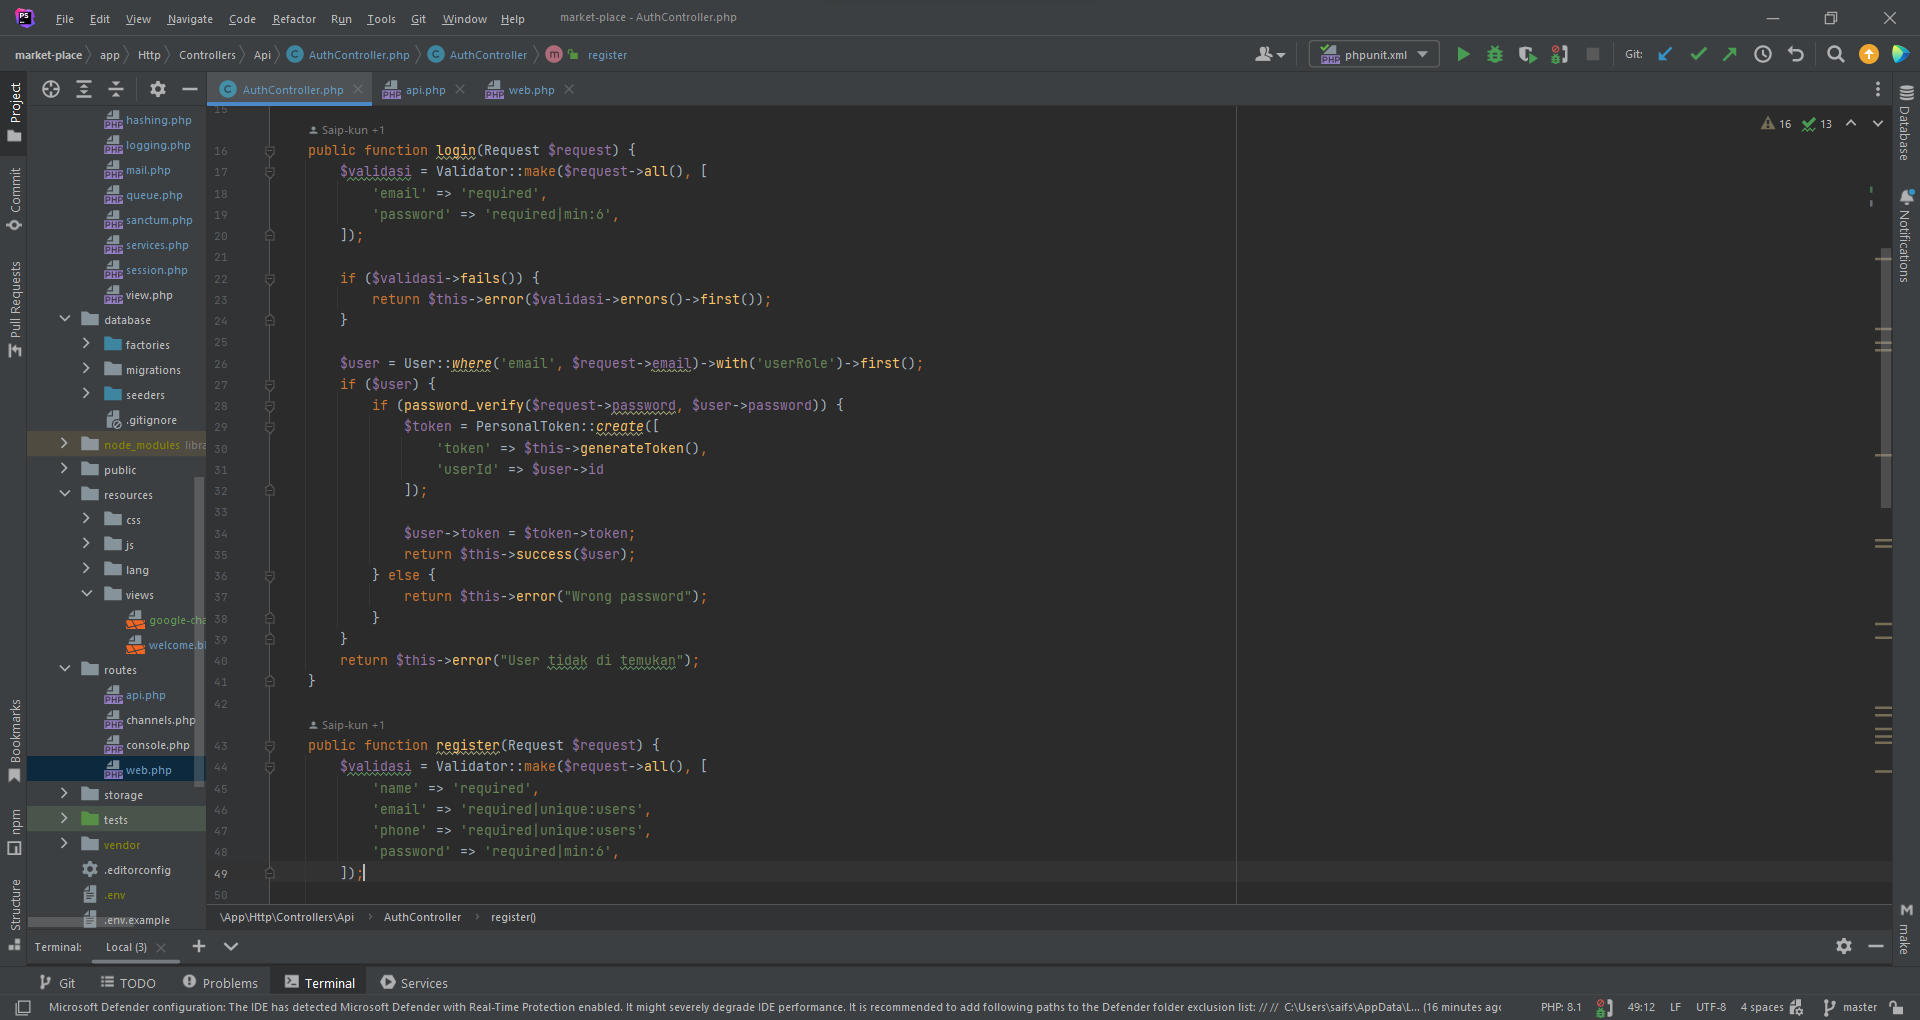 PS File Edit View Navigate Code Refactor Run Tools Git Window Help market-place - AuthController.php
market-place app Http Controllers Api C AuthController.php C AuthController m register
phpunit.xml Git:
Project
Commit
Pull Requests
Bookmarks
npm
Structure
hashing.php
logging.php
mail.php
queue.php
sanctum.php
services.php
session.php
view.php
database
factories
migrations
seeders
.gitignore
node_modules libra
public
resources
css
js
lang
views
google-cha
welcome.bl
routes
api.php
channels.php
console.php
web.php
storage
tests
vendor
.editorconfig
.env
.env.example
C AuthController.php api.php web.php
16 13
15
Saip-kun +1
16 public function login(Request $request) {
17 $validasi = Validator::make($request->all(), [
18 'email' => 'required',
19 'password' => 'required|min:6',
20 ]);
21
22 if ($validasi->fails()) {
23 return $this->error($validasi->errors()->first());
24 }
25
26 $user = User::where('email', $request->email)->with('userRole')->first();
27 if ($user) {
28 if (password_verify($request->password, $user->password)) {
29 $token = PersonalToken::create([
30 'token' => $this->generateToken(),
31 'userId' => $user->id
32 ]);
33
34 $user->token = $token->token;
35 return $this->success($user);
36 } else {
37 return $this->error("Wrong password");
38 }
39 }
40 return $this->error("User tidak di temukan");
41 }
42
Saip-kun +1
43 public function register(Request $request) {
44 $validasi = Validator::make($request->all(), [
45 'name' => 'required',
46 'email' => 'required|unique:users',
47 'phone' => 'required|unique:users',
48 'password' => 'required|min:6',
49 ]);
50
\App\Http\Controllers\Api AuthController register()
Database
Notifications
make
Terminal: Local (3)
Git TODO Problems Terminal Services
Microsoft Defender configuration: The IDE has detected Microsoft Defender with Real-Time Protection enabled. It might severely degrade IDE performance. It is recommended to add following paths to the Defender folder exclusion list: // // C:\Users\saifs\AppData\L... (16 minutes ago PHP: 8.1 49:12 LF UTF-8 4 spaces master